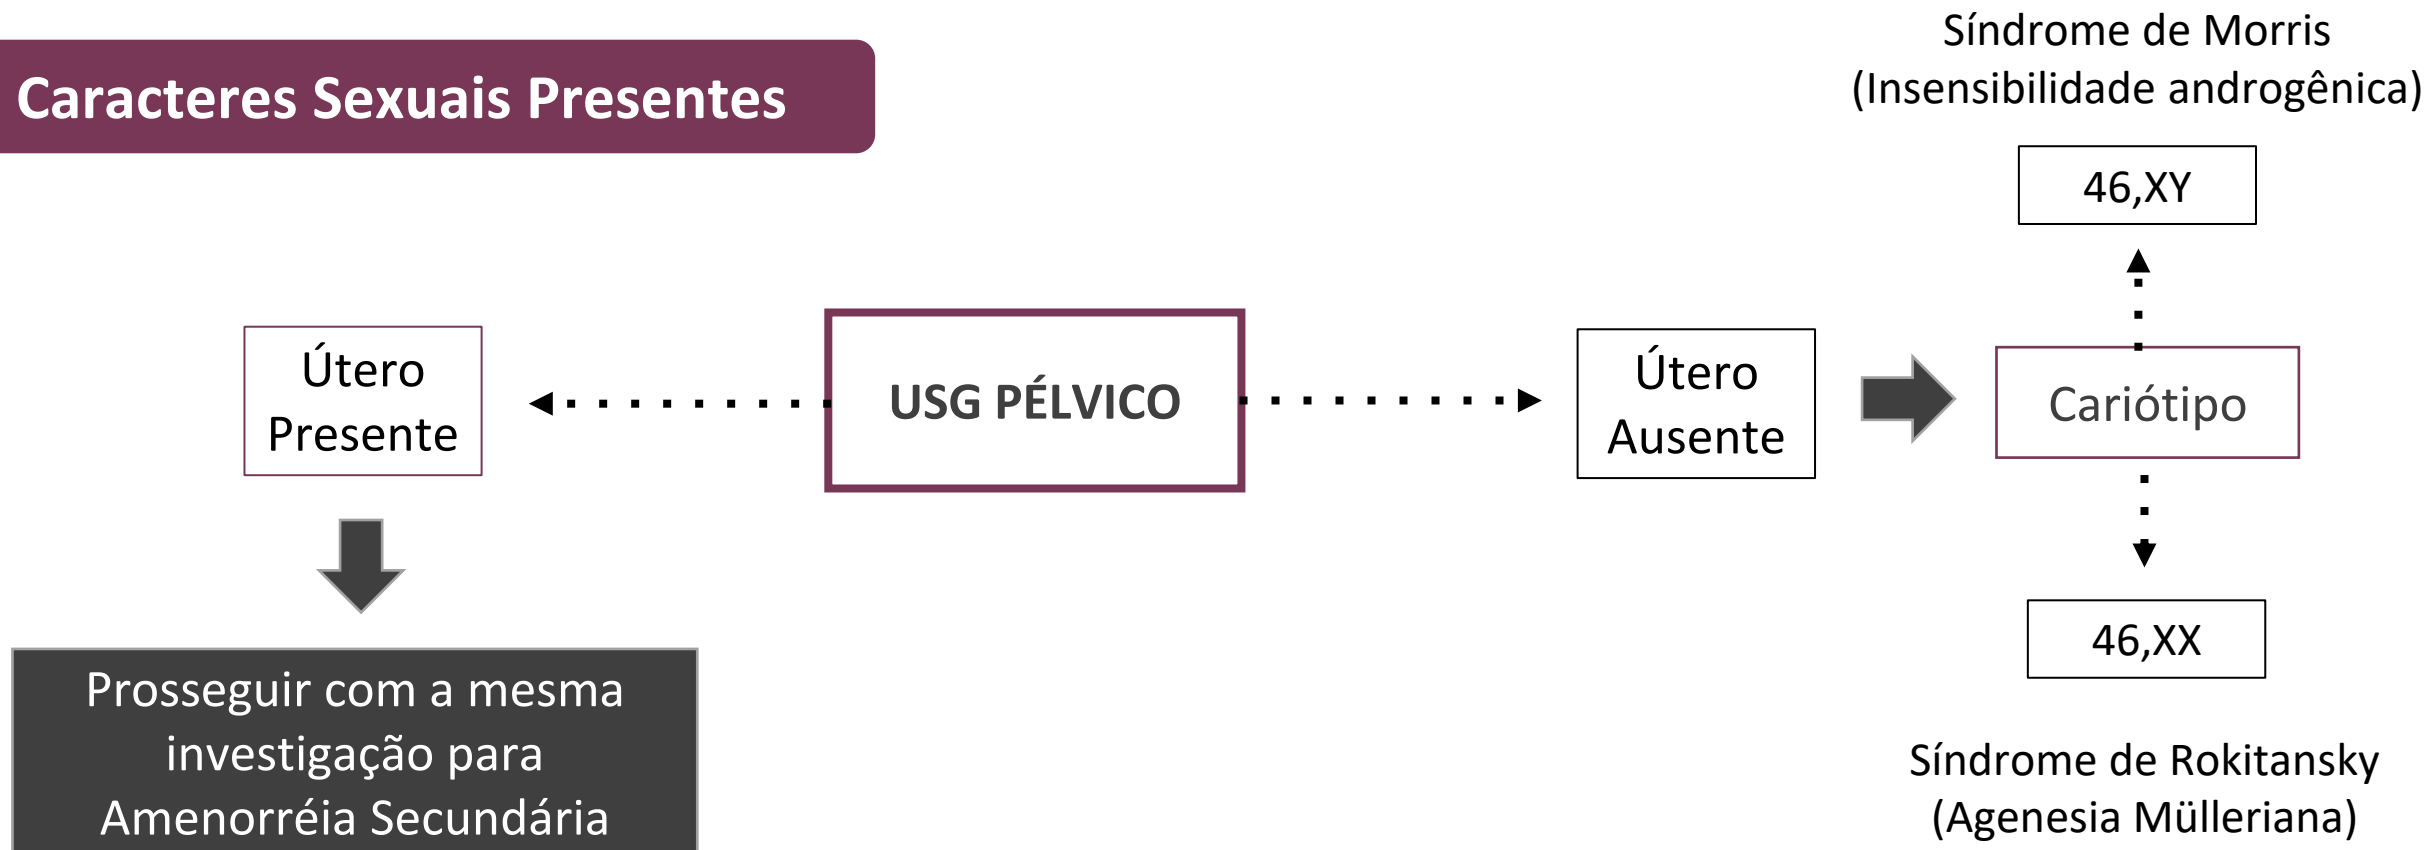 Caracteres Sexuais Presentes
Síndrome de Morris
(Insensibilidade androgênica)
46,XY
Útero
Presente
USG PÉLVICO
Útero
Ausente
Cariótipo
46,XX
Prosseguir com a mesma
investigação para
Amenorréia Secundária
Síndrome de Rokitansky
(Agenesia Mülleriana)